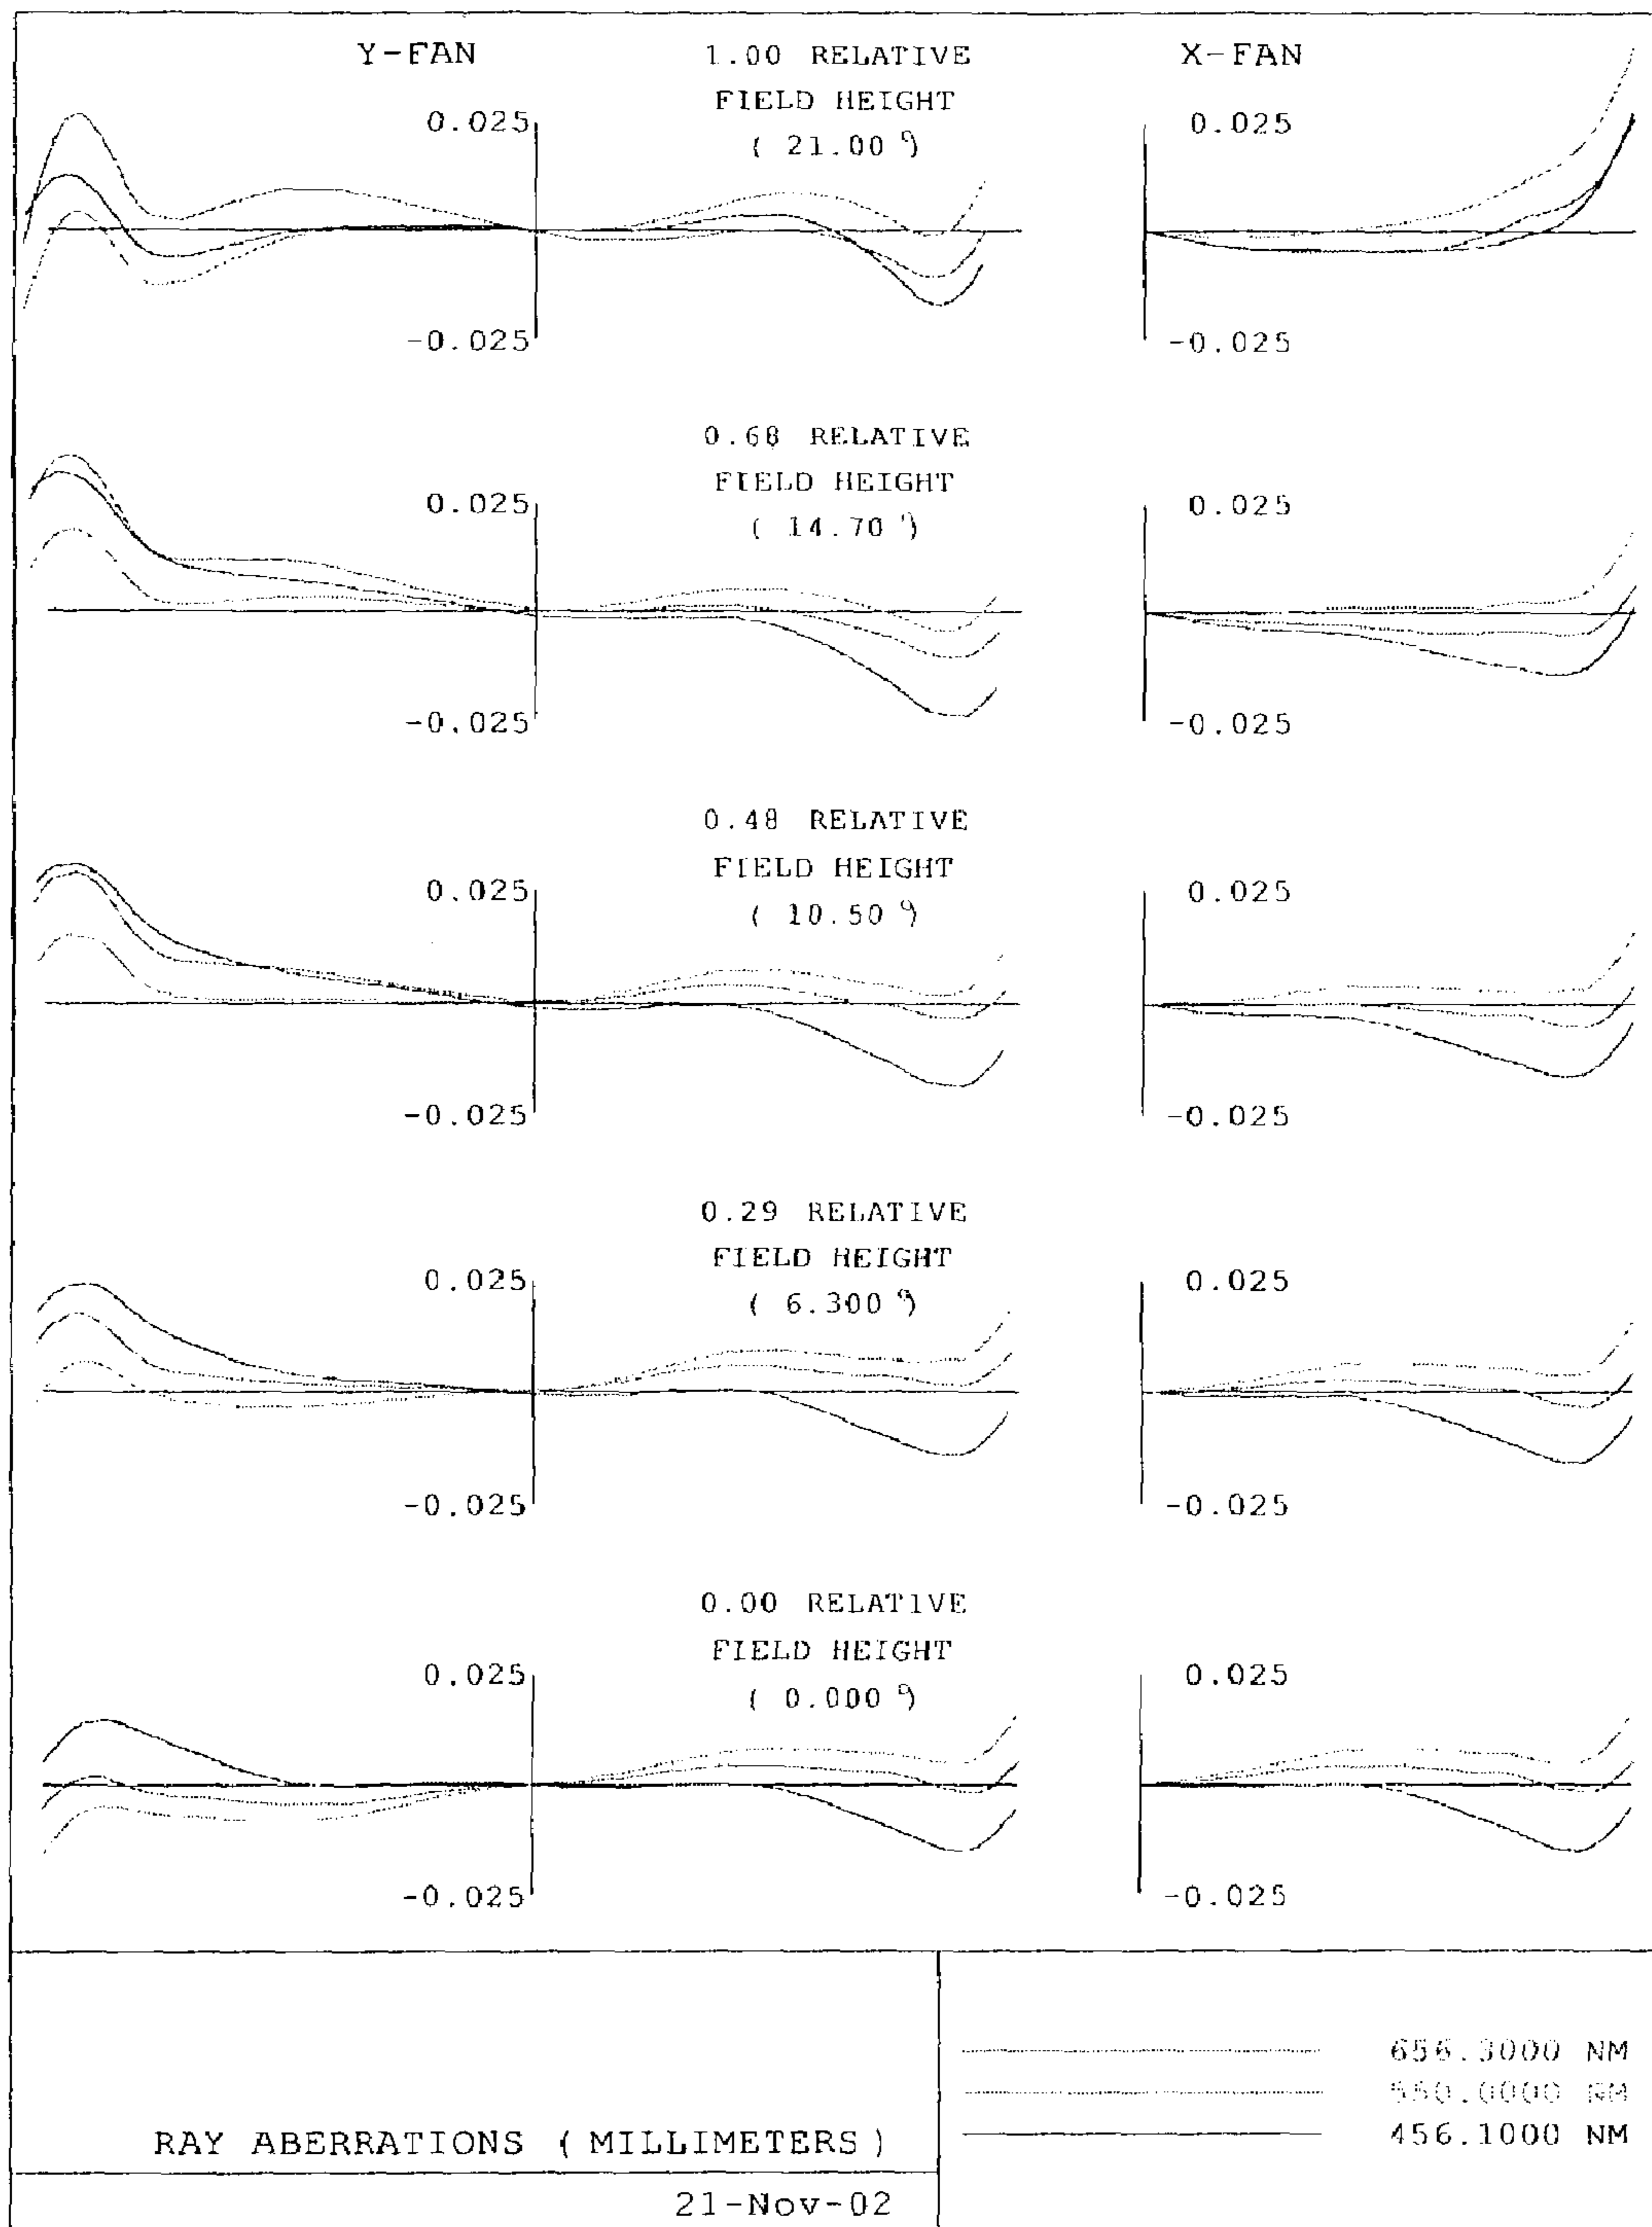 Y-FAN
1.00 RELATIVE
FIELD HEIGHT
( 21.00 º)
X-FAN
0.025
-0.025
0.025
-0.025
0.68 RELATIVE
FIELD HEIGHT
( 14.70 º)
0.025
-0.025
0.025
-0.025
0.48 RELATIVE
FIELD HEIGHT
( 10.50 º)
0.025
-0.025
0.025
-0.025
0.29 RELATIVE
FIELD HEIGHT
( 6.300 º)
0.025
-0.025
0.025
-0.025
0.00 RELATIVE
FIELD HEIGHT
( 0.000 º)
0.025
-0.025
0.025
-0.025
RAY ABERRATIONS ( MILLIMETERS )
21-Nov-02
656.3000 NM
550.0000 NM
456.1000 NM